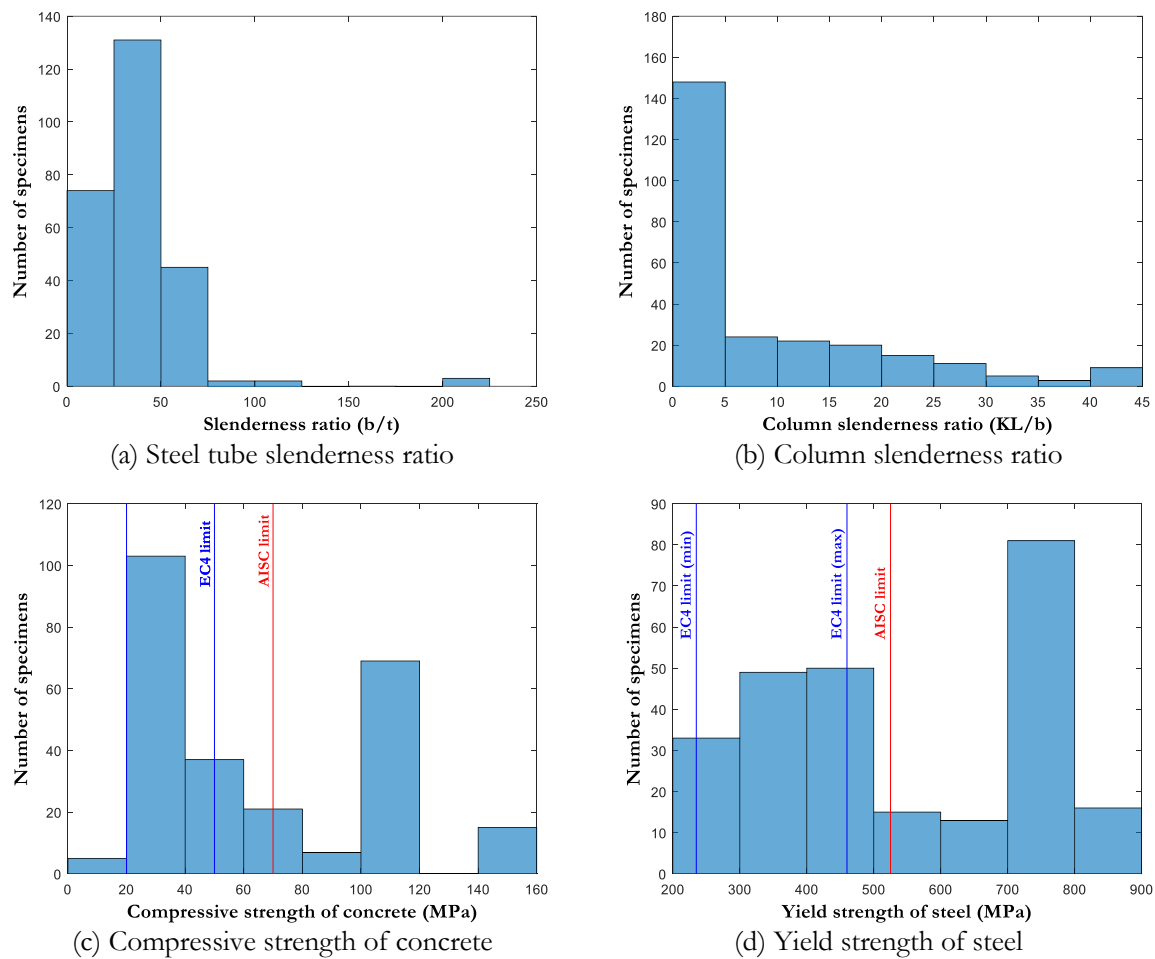 140
120
100
80
60
40
20
0
Number of specimens
0 50 100 150 200 250
Slenderness ratio (b/t)
(a) Steel tube slenderness ratio
180
160
140
120
100
80
60
40
20
0
Number of specimens
0 5 10 15 20 25 30 35 40 45
Column slenderness ratio (KL/b)
(b) Column slenderness ratio
120
100
80
60
40
20
0
Number of specimens
EC4 limit
AISC limit
0 20 40 60 80 100 120 140 160
Compressive strength of concrete (MPa)
(c) Compressive strength of concrete
90
80
70
60
50
40
30
20
10
0
Number of specimens
EC4 limit (min)
EC4 limit (max)
AISC limit
200 300 400 500 600 700 800 900
Yield strength of steel (MPa)
(d) Yield strength of steel